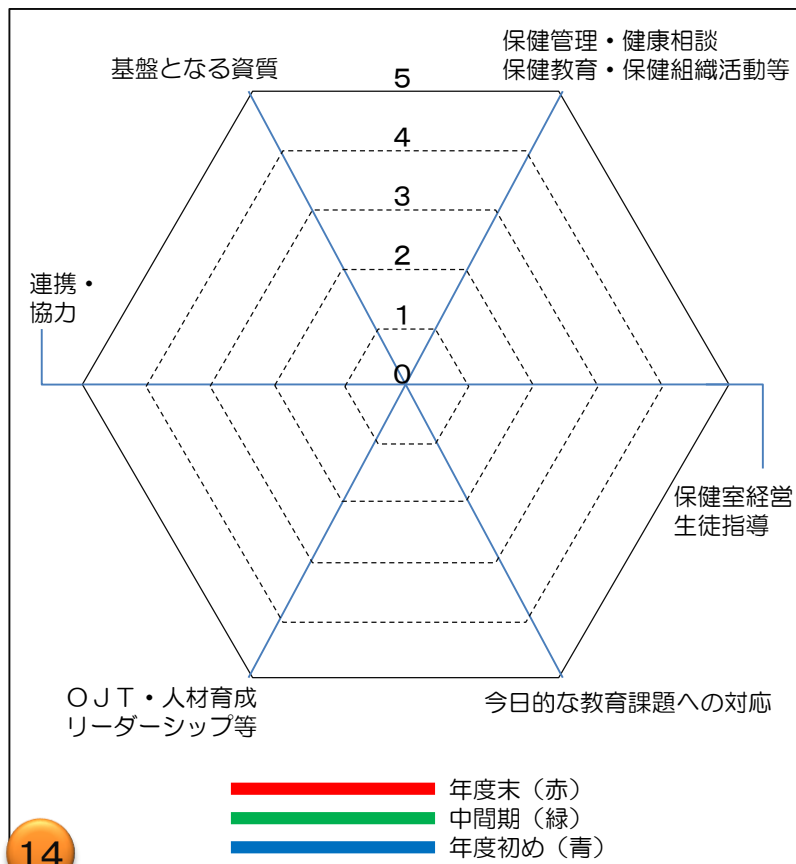 基盤となる資質
保健管理・健康相談
保健教育・保健組織活動等
5
4
3
2
1
0
連携・
協力
保健室経営
生徒指導
ＯＪＴ・人材育成
リーダーシップ等
今日的な教育課題への対応
年度末（赤）
中間期（緑）
年度初め（青）
14